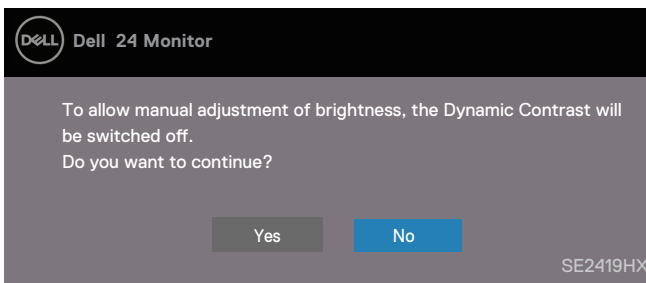 DELL Dell 24 Monitor
To allow manual adjustment of brightness, the Dynamic Contrast will
be switched off.
Do you want to continue?
Yes No
SE2419HX